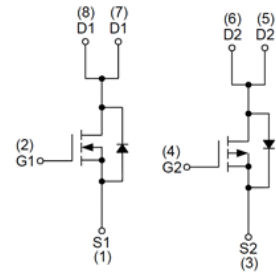 (8) (7)
D1 D1
(6) (5)
D2 D2
(2)
G1
(4)
G2
S1
(1)
S2
(3)